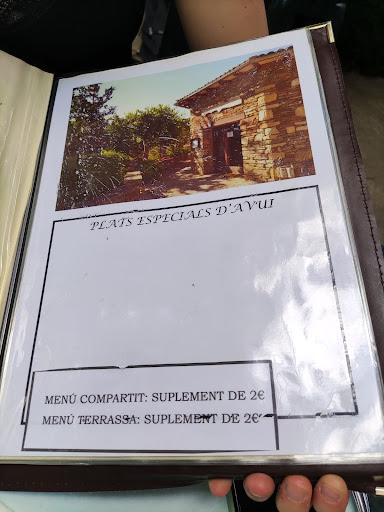 PLATS ESPECIALS D'AVUI
MENÚ COMPARTIT: SUPLEMENT DE 2€
MENÚ TERRASSA: SUPLEMENT DE 2€